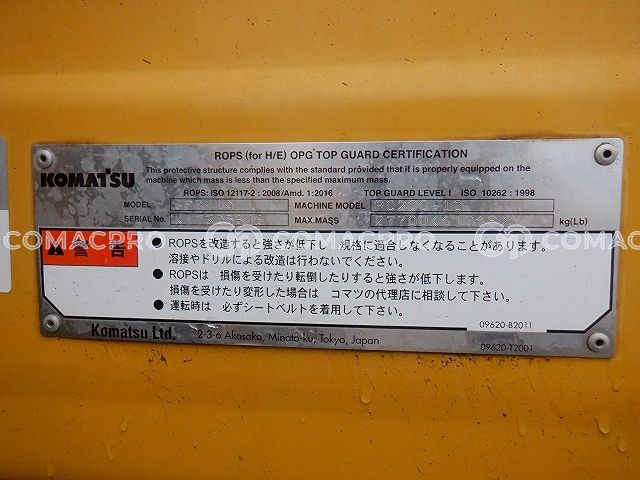 ROPS (for H/E) OPG TOP GUARD CERTIFICATION
KOMATSU
This protective structure complies with the standard provided that it is properly equipped on the
machine which mass is less than the specified maximum mass.
ROPS: ISO 12117-2 : 2008/Amd. 1:2016 TOP GUARD LEVEL I ISO 10262 : 1998
MODEL MACHINE MODEL
SERIAL NO. MAX.MASS kg(Lb)
COMACPRO COMACPRO COMACPRO
警告
● ROPSを改造すると強さが低下し 規格に適合しなくなることがあります。
溶接やドリルによる改造は行わないでください。
● ROPSは 損傷を受けたり転倒したりすると強さが低下します。
損傷を受けたり変形した場合は コマツの代理店に相談して下さい。
● 運転時は 必ずシートベルトを着用して下さい。
09620-B2011
Komatsu Ltd. 2-3-6 Akasaka, Minato-ku, Tokyo, Japan
09620-T2001